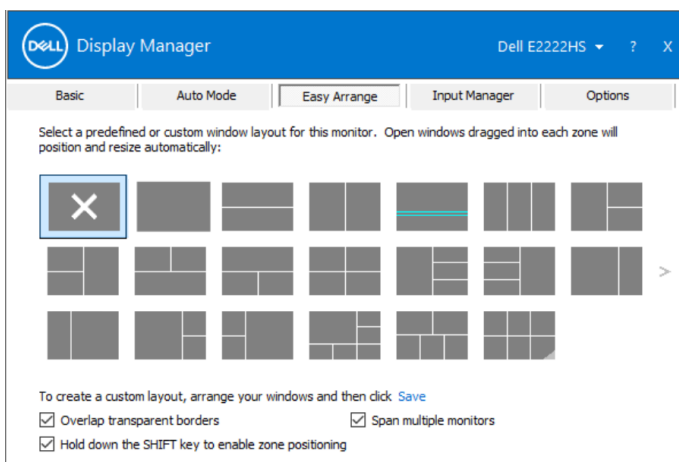 DELL Display Manager Dell E2222HS ? X
Basic Auto Mode Easy Arrange Input Manager Options
Select a predefined or custom window layout for this monitor. Open windows dragged into each zone will
position and resize automatically:
>
To create a custom layout, arrange your windows and then click Save
Overlap transparent borders Span multiple monitors
Hold down the SHIFT key to enable zone positioning